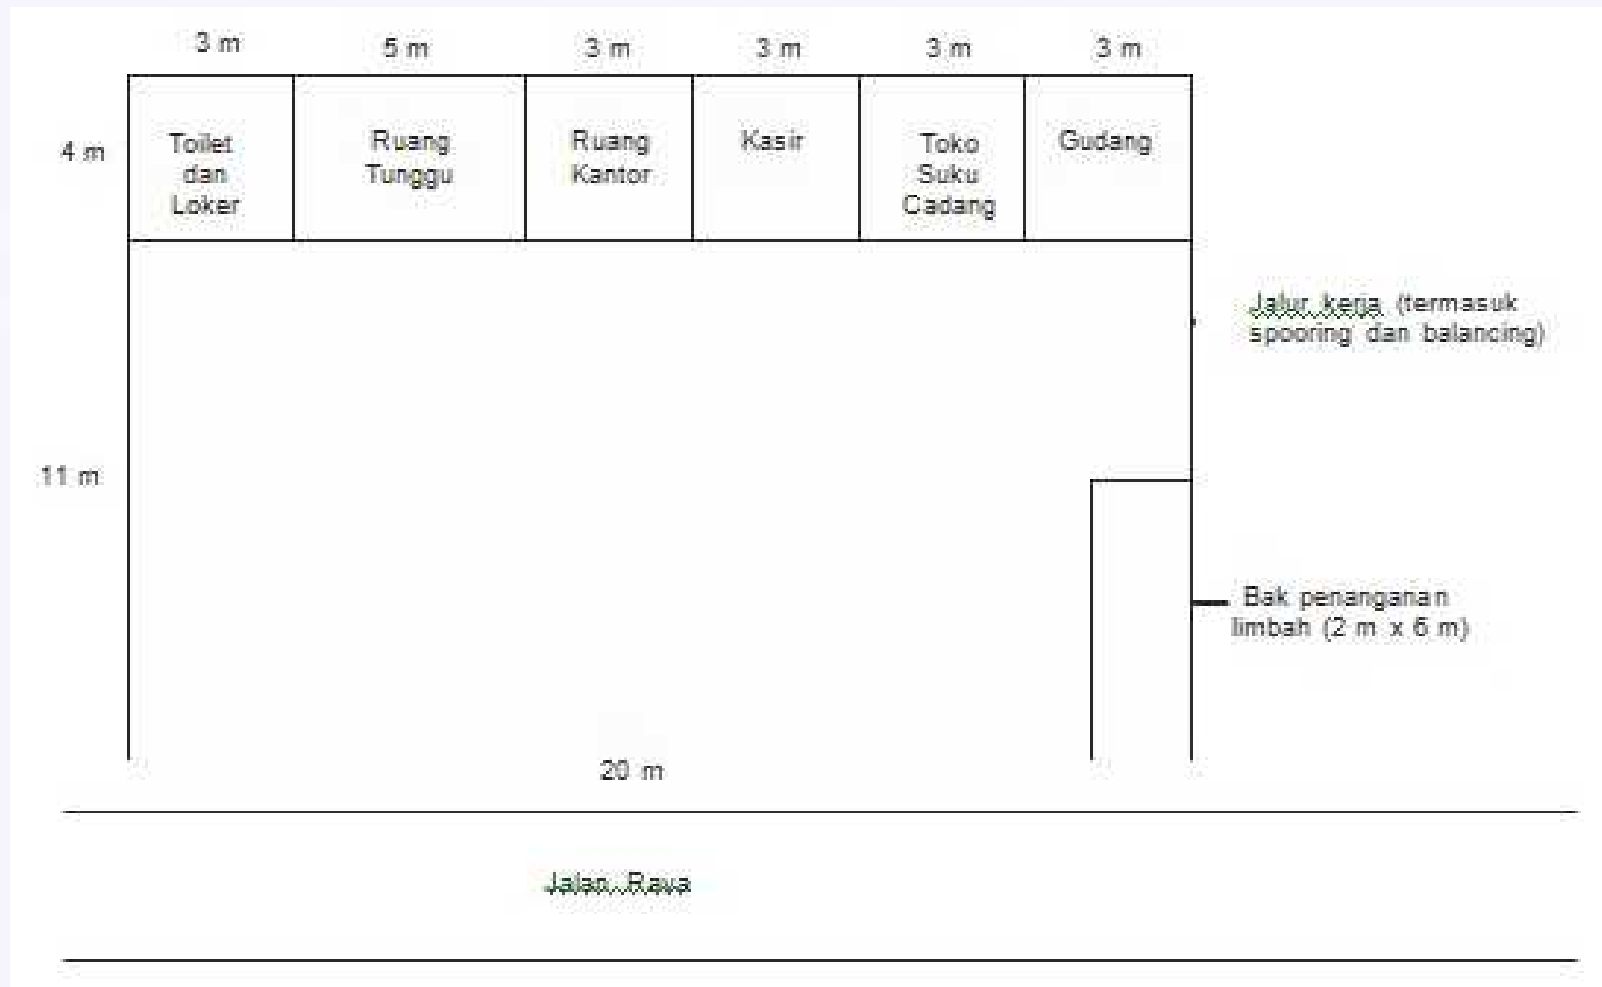 3 m
5 m
3 m
3 m
3 m
3 m
4 m
Toilet
dan
Loker
Ruang
Tunggu
Ruang
Kantor
Kasir
Toko
Suku
Cadang
Gudang
Jalur kerja (termasuk
spooring dan balancing)
11 m
Bak penanganan
limbah (2 m x 6 m)
20 m
Jalan Raya